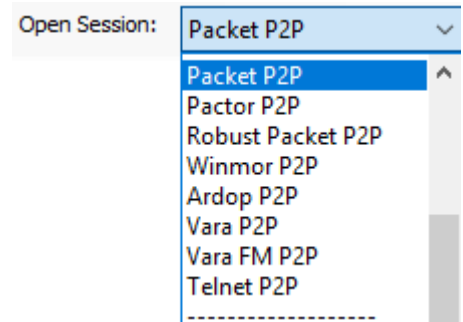 Open Session: Packet P2P
Packet P2P
Pactor P2P
Robust Packet P2P
Winmor P2P
Ardop P2P
Vara P2P
Vara FM P2P
Telnet P2P
-------------------